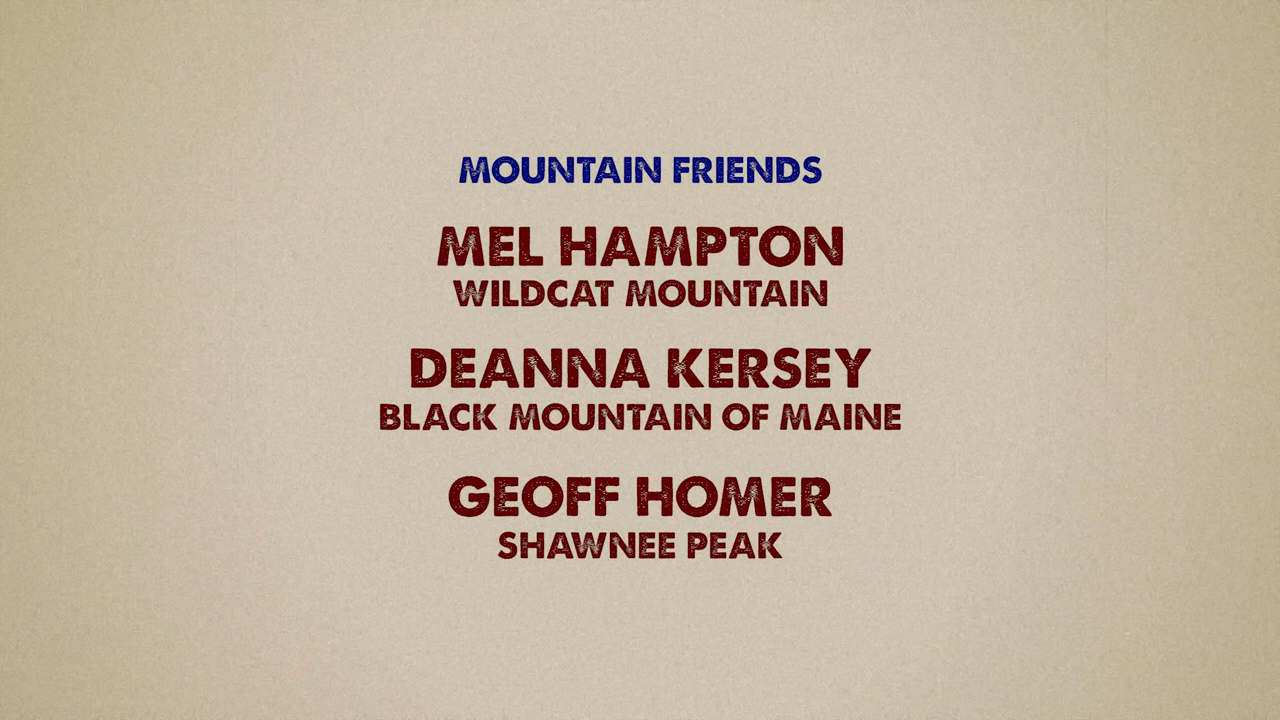 MOUNTAIN FRIENDS
MEL HAMPTON
WILDCAT MOUNTAIN
DEANNA KERSEY
BLACK MOUNTAIN OF MAINE
GEOFF HOMER
SHAWNEE PEAK